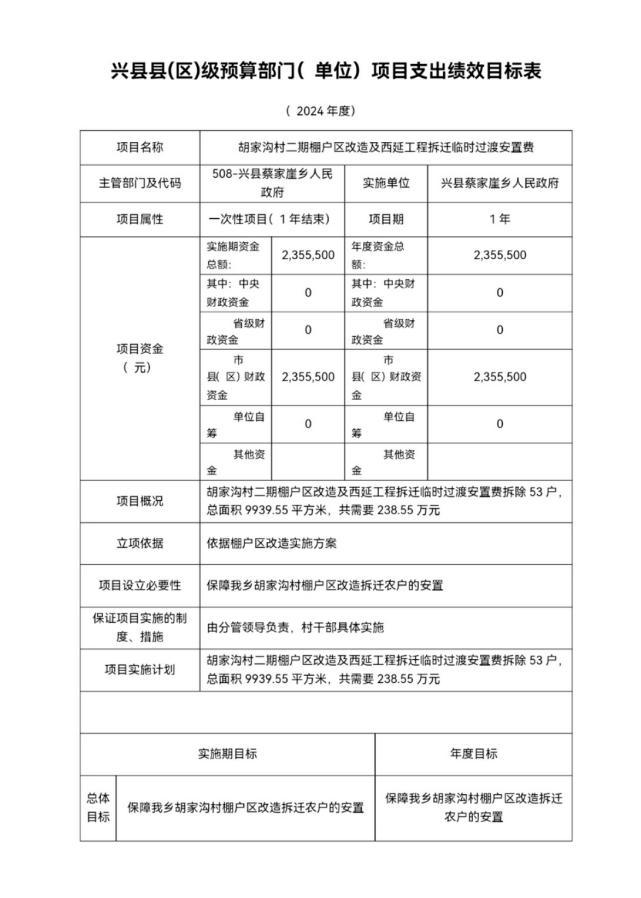 兴县县(区)级预算部门( 单位) 项目支出绩效目标表
( 2024 年度)
项目名称
胡家沟村二期棚户区改造及西延工程拆迁临时过渡安置费
主管部门及代码
508-兴县蔡家崖乡人民
政府
实施单位
兴县蔡家崖乡人民政府
项目属性
一次性项目( 1 年结束)
项目期
1 年
项目资金
( 元)
实施期资金
总额:
2,355,500
年度资金总
额:
2,355,500
其中: 中央
财政资金
0
其中: 中央财
政资金
0
省级财
政资金
0
省级财
政资金
0
市
县( 区) 财政
资金
2,355,500
市
县( 区) 财政
资金
2,355,500
单位自
筹
0
单位自
筹
0
其他资
金
其他资
金
项目概况
胡家沟村二期棚户区改造及西延工程拆迁临时过渡安置费拆除 53 户,
总面积 9939.55 平方米, 共需要 238.55 万元
立项依据
依据棚户区改造实施方案
项目设立必要性
保障我乡胡家沟村棚户区改造拆迁农户的安置
保证项目实施的制
度、措施
由分管领导负责, 村干部具体实施
项目实施计划
胡家沟村二期棚户区改造及西延工程拆迁临时过渡安置费拆除 53 户,
总面积 9939.55 平方米, 共需要 238.55 万元
实施期目标
年度目标
总体
目标
保障我乡胡家沟村棚户区改造拆迁农户的安置
保障我乡胡家沟村棚户区改造拆迁
农户的安置